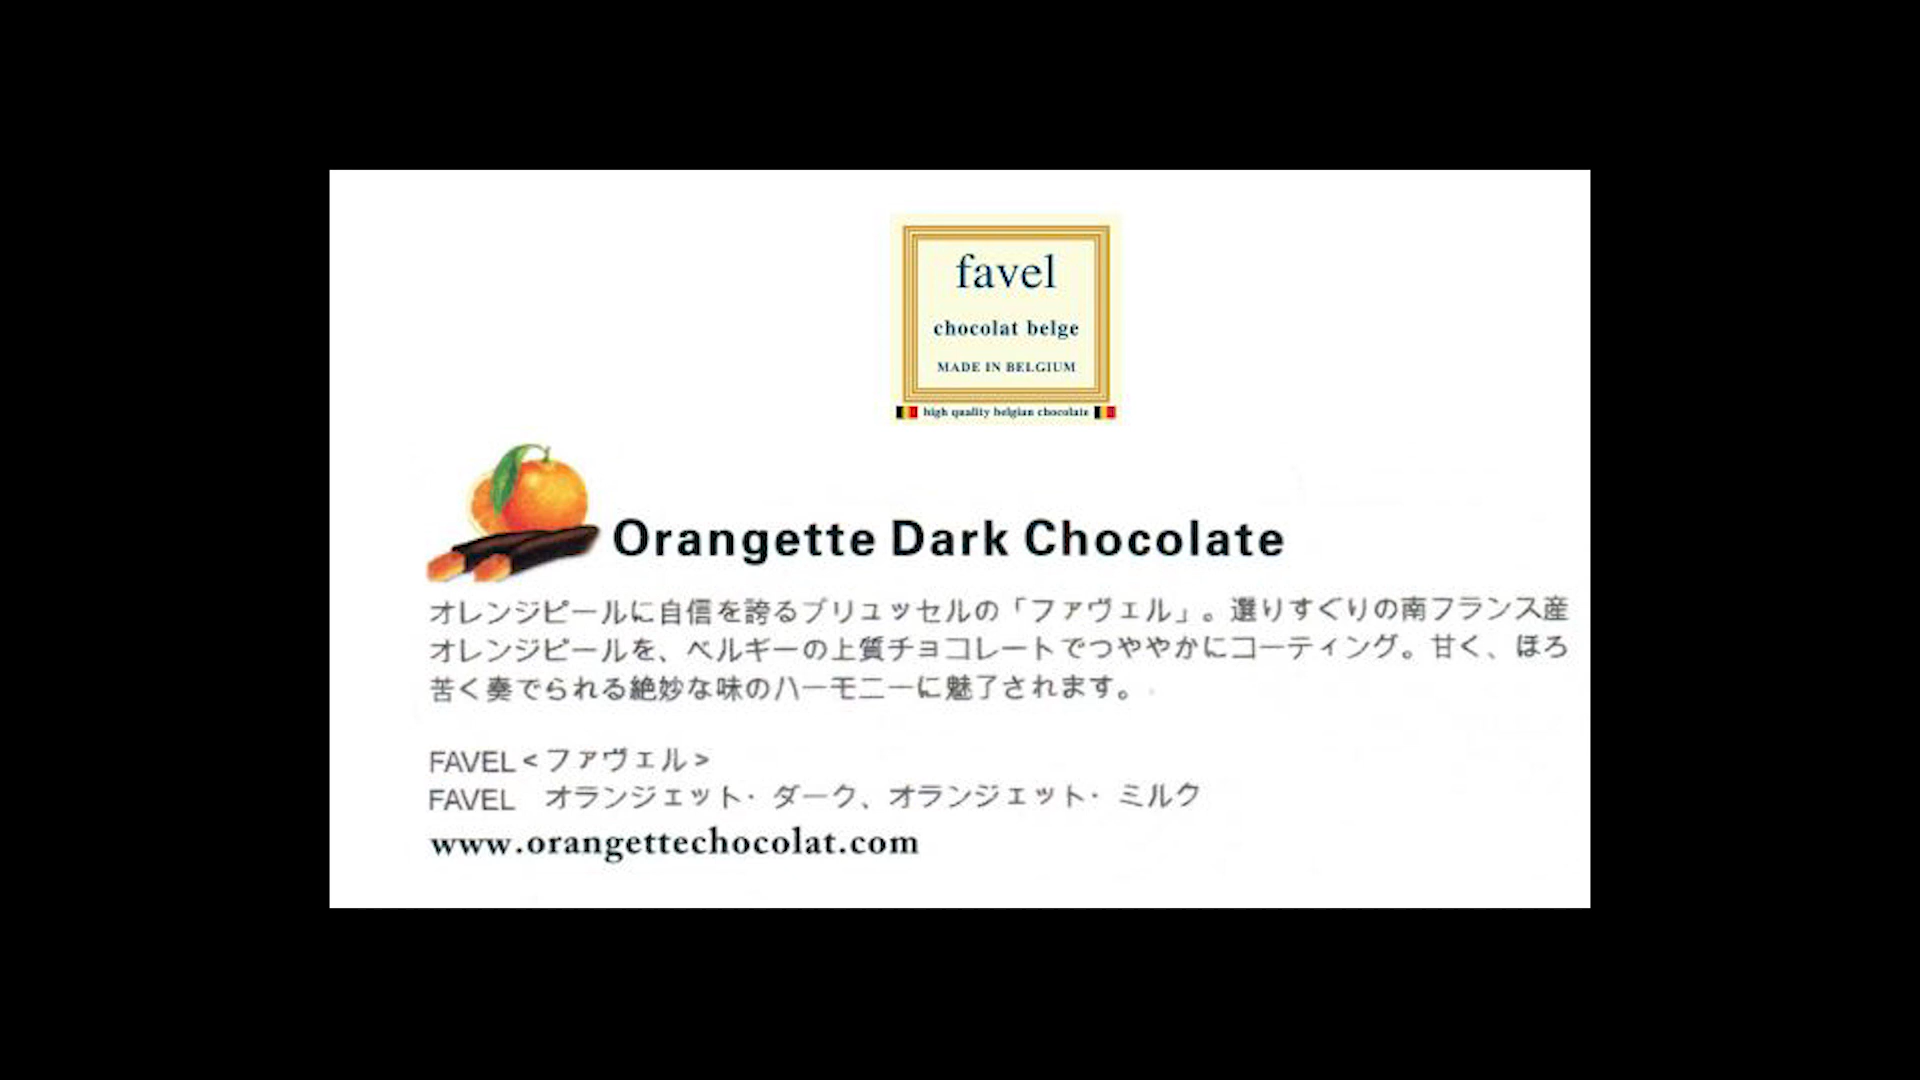 favel
chocolat belge
MADE IN BELGIUM
high quality belgian chocolate
Orangette Dark Chocolate
オレンジピールに自信を誇るブリュッセルの「ファヴェル」。選りすぐりの南フランス産
オレンジピールを、ベルギーの上質チョコレートでつややかにコーティング。甘く、ほろ
苦く奏でられる絶妙な味のハーモニーに魅了されます。
FAVEL<ファヴェル>
FAVEL　オランジェット・ダーク、オランジェット・ミルク
www.orangettechocolat.com